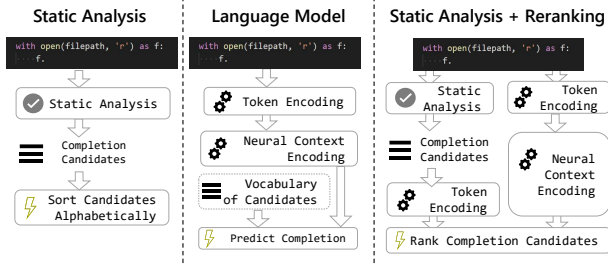 Static Analysis
with open(filepath, 'r') as f:
f.
Static Analysis
Completion
Candidates
Sort Candidates
Alphabetically
Language Model
with open(filepath, 'r') as f:
f.
Token Encoding
Neural Context
Encoding
Vocabulary
of Candidates
Predict Completion
Static Analysis + Reranking
with open(filepath, 'r') as f:
f.
Static
Analysis
Completion
Candidates
Token
Encoding
Token
Encoding
Neural
Context
Encoding
Rank Completion Candidates